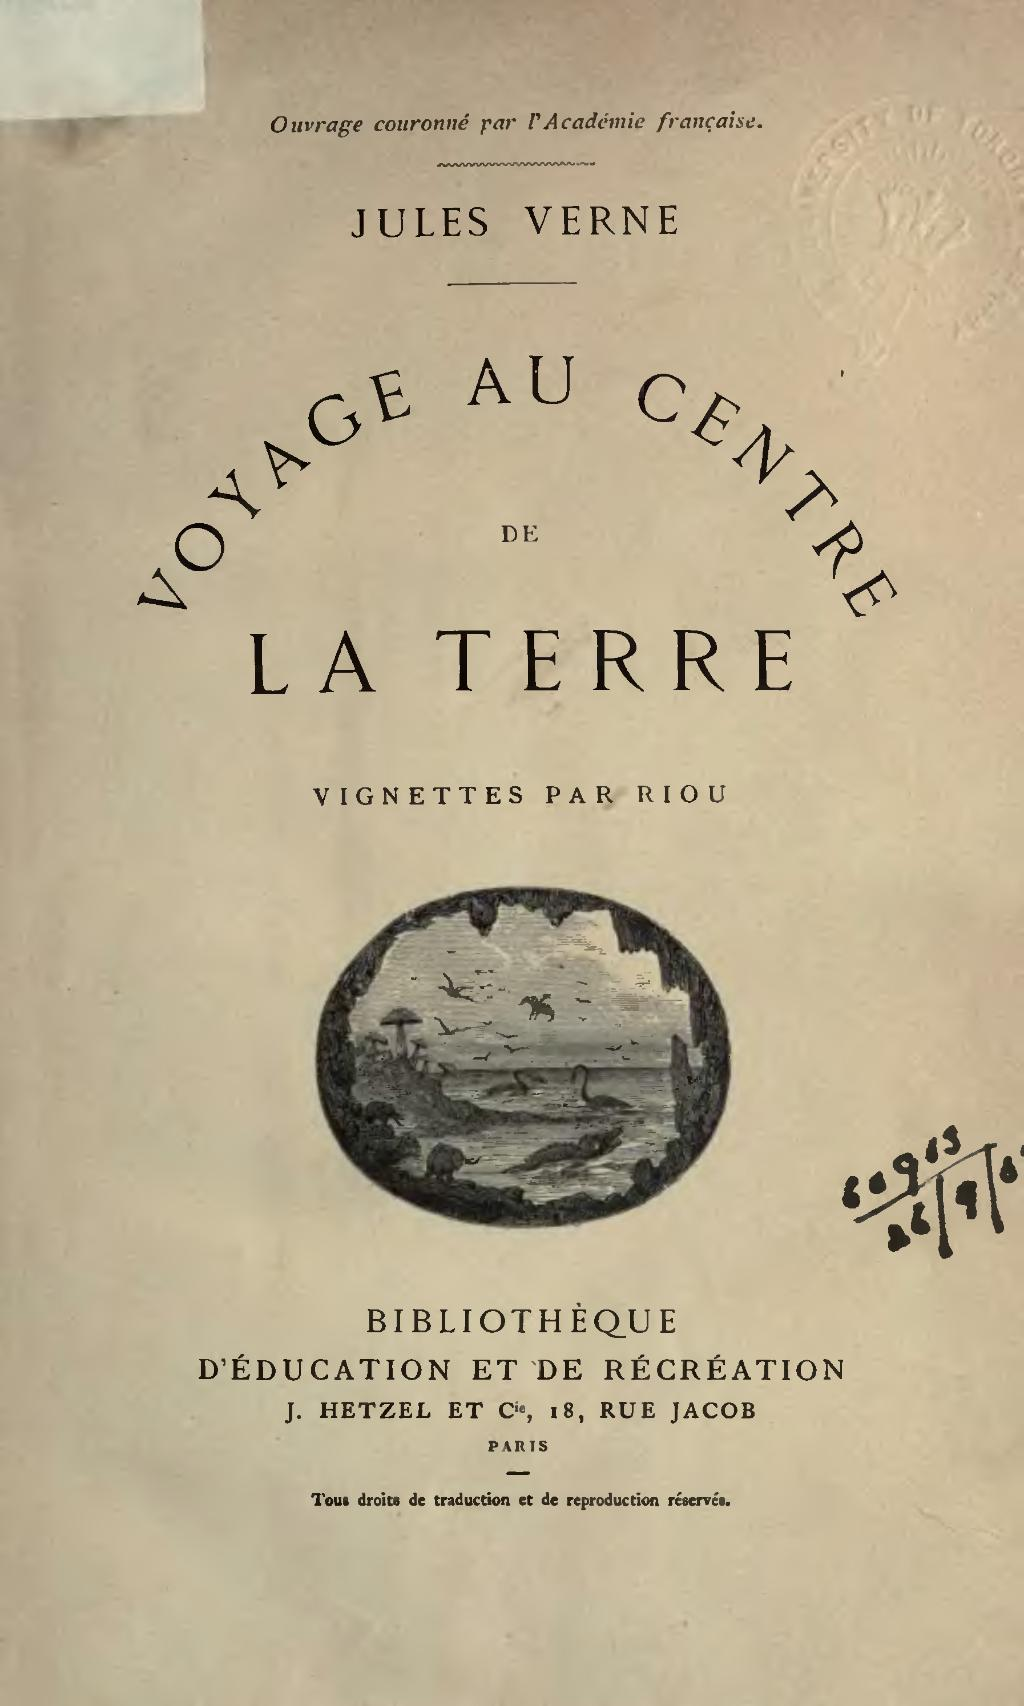 Ouvrage couronné par l'Académie française.
JULES VERNE
VOYAGE AU CENTRE
DE
LA TERRE
VIGNETTES PAR RIOU
BIBLIOTHÈQUE
D'ÉDUCATION ET DE RÉCRÉATION
J. HETZEL ET Cie, 18, RUE JACOB
PARIS
Tous droits de traduction et de reproduction réservés.